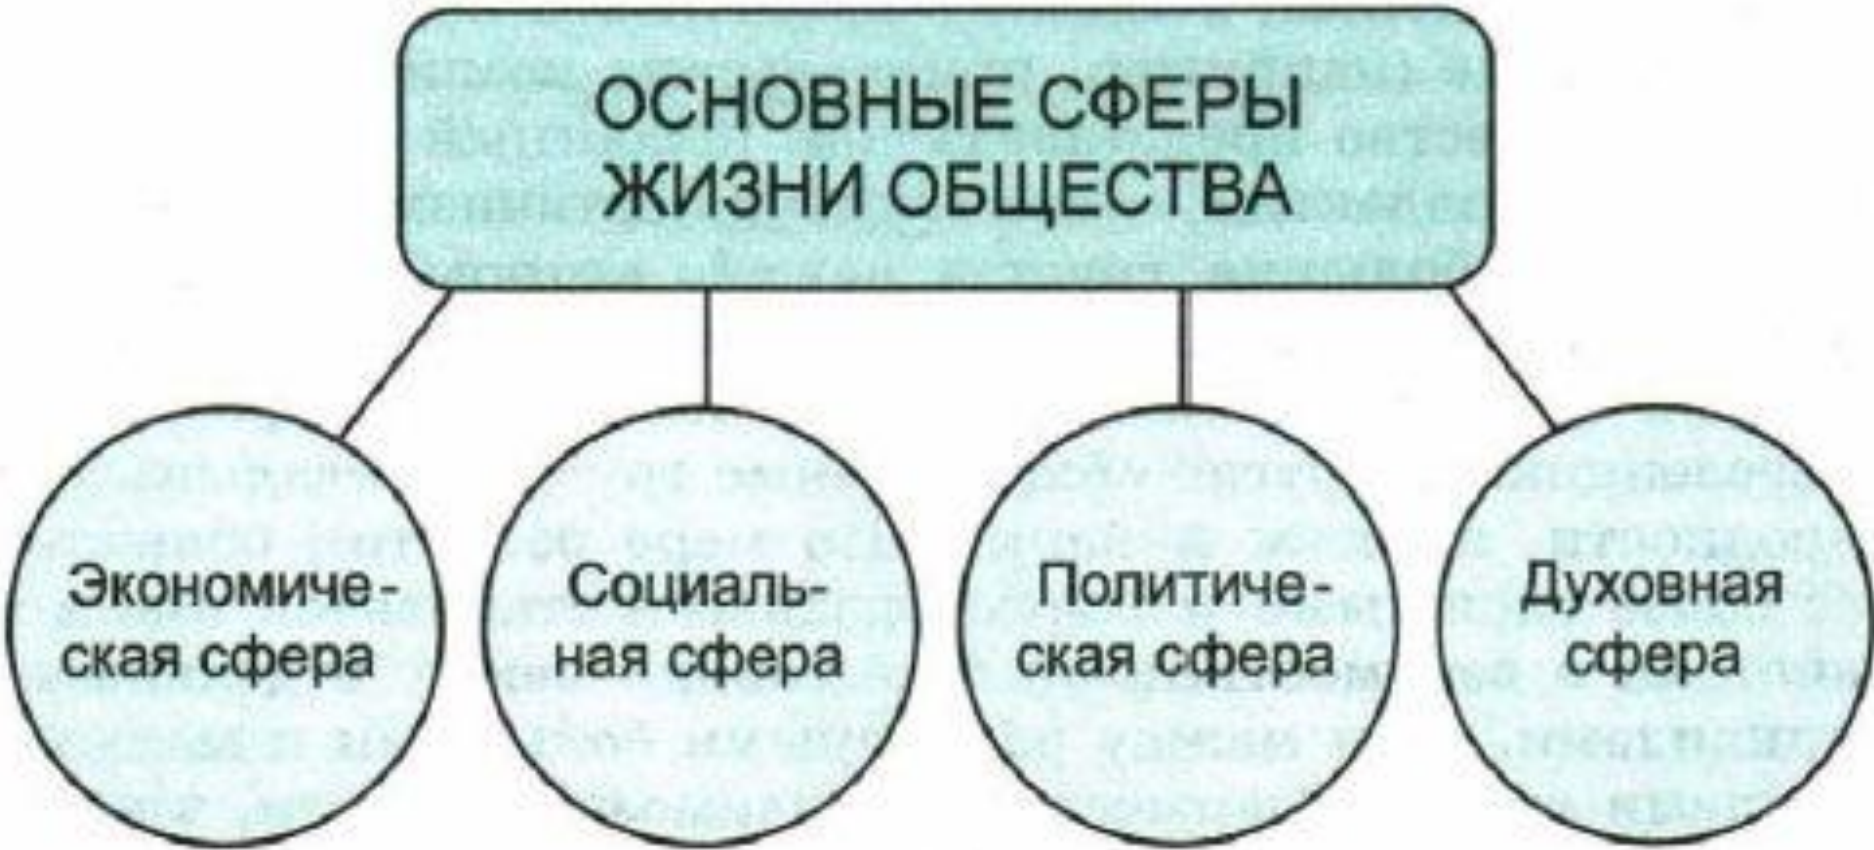 ОСНОВНЫЕ СФЕРЫ
ЖИЗНИ ОБЩЕСТВА
Экономиче-
ская сфера
Социаль-
ная сфера
Политиче-
ская сфера
Духовная
сфера